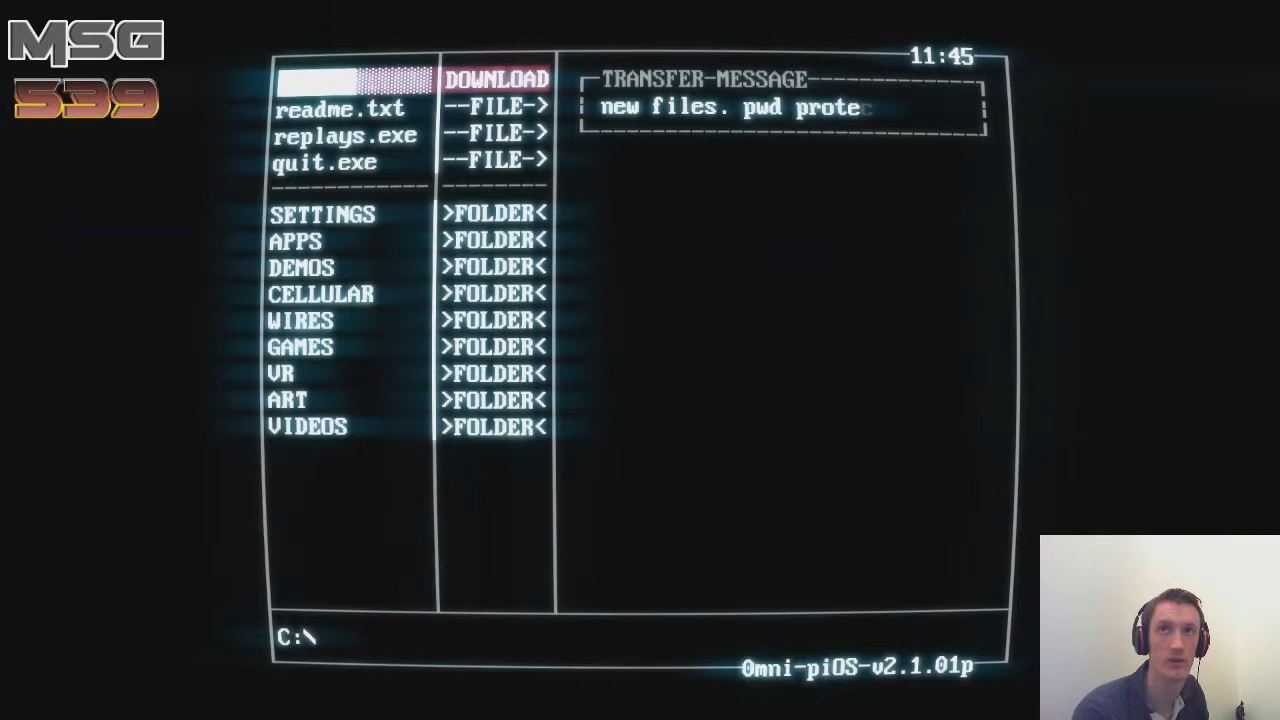 MSG
539
11:45
DOWNLOAD
readme.txt --FILE->
replays.exe --FILE->
quit.exe --FILE->
SETTINGS >FOLDER<
APPS >FOLDER<
DEMOS >FOLDER<
CELLULAR >FOLDER<
WIRES >FOLDER<
GAMES >FOLDER<
VR >FOLDER<
ART >FOLDER<
VIDEOS >FOLDER<
TRANSFER-MESSAGE
new files. pwd protec
C:\
0mni-piOS-v2.1.01p